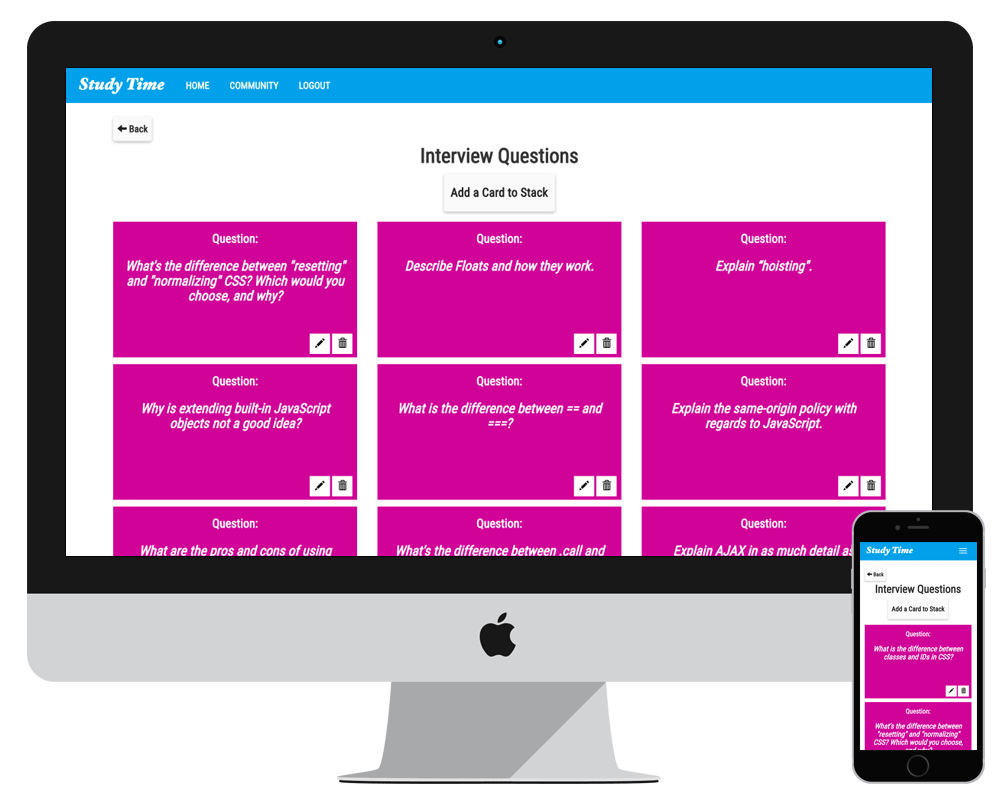 Study Time HOME COMMUNITY LOGOUT
Back
Interview Questions
Add a Card to Stack
Question:
What's the difference between "resetting"
and "normalizing" CSS? Which would you
choose, and why?
Question:
Describe Floats and how they work.
Question:
Explain “hoisting”.
Question:
Why is extending built-in JavaScript
objects not a good idea?
Question:
What is the difference between == and
===?
Question:
Explain the same-origin policy with
regards to JavaScript.
Question:
What are the pros and cons of using
Question:
What's the difference between .call and
Question:
Explain AJAX in as much detail as
Study Time
Back
Interview Questions
Add a Card to Stack
Question:
What is the difference between
classes and IDs in CSS?
Question:
What's the difference between
"resetting" and "normalizing"
CSS? Which would you choose,
and why?